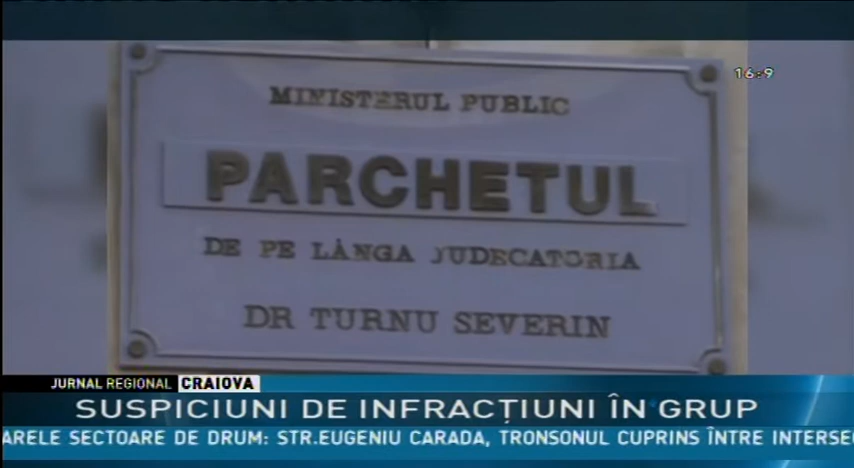 16:9
MINISTERUL PUBLIC
PARCHETUL
DE PE LÂNGA JUDECATORIA
DR TURNU SEVERIN
JURNAL REGIONAL CRAIOVA
SUSPICIUNI DE INFRACȚIUNI ÎN GRUP
ARELE SECTOARE DE DRUM: STR.EUGENIU CARADA, TRONSONUL CUPRINS ÎNTRE INTERSE